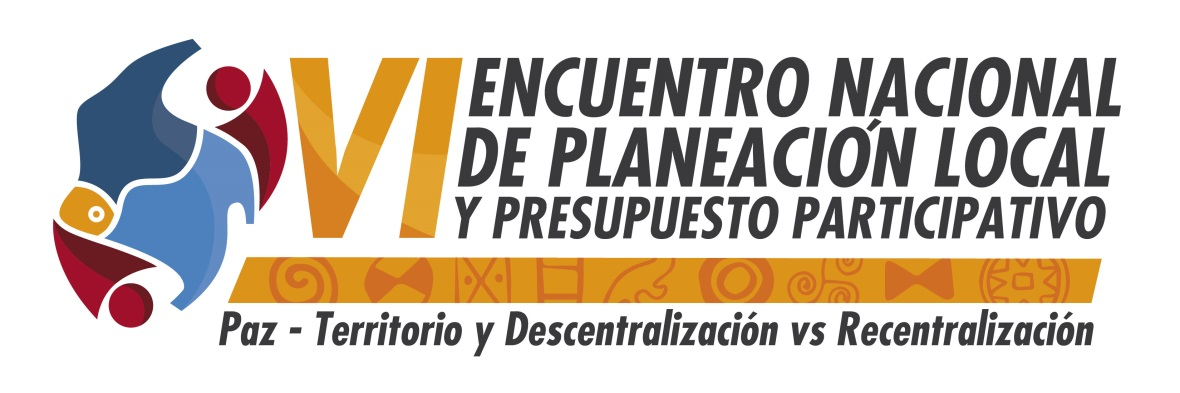 VI ENCUENTRO NACIONAL
DE PLANEACIÓN LOCAL
Y PRESUPUESTO PARTICIPATIVO
Paz - Territorio y Descentralización vs Recentralización